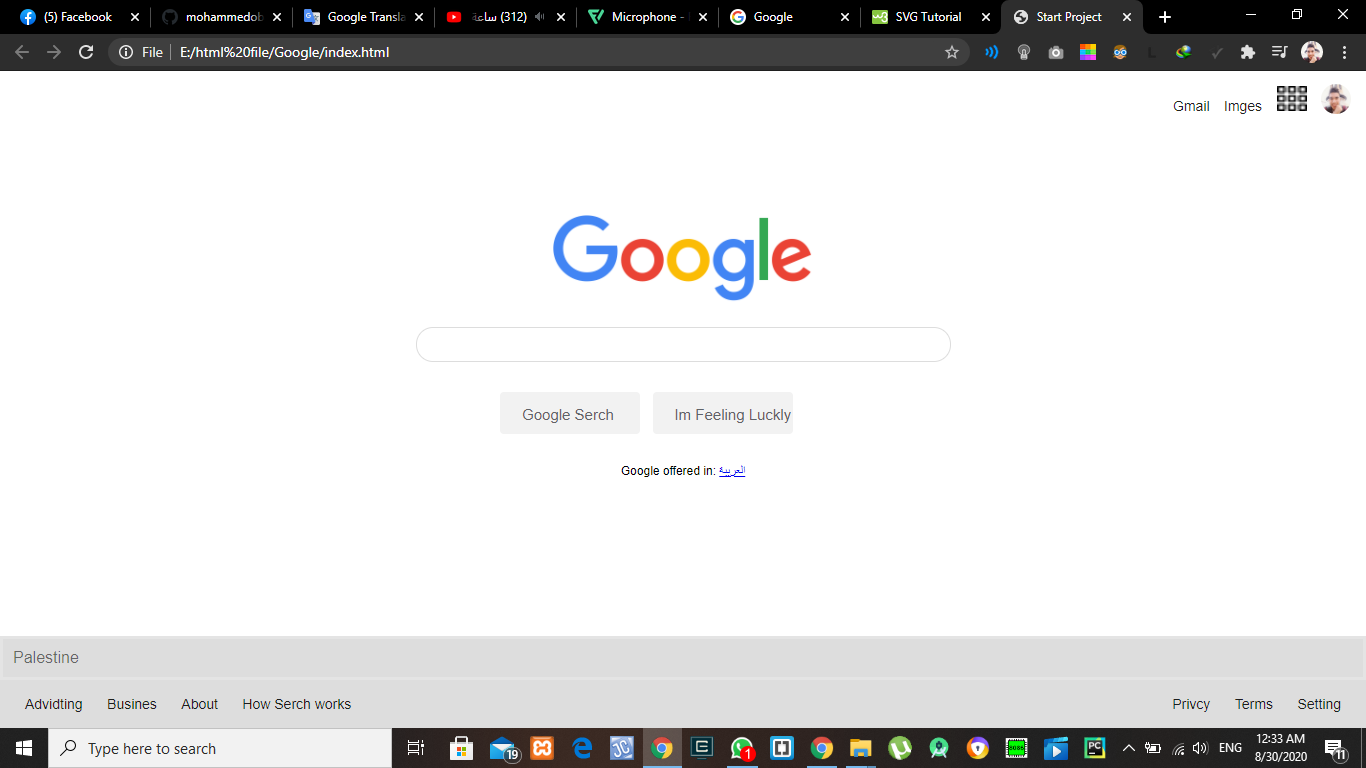 (5) Facebook
mohammedob
Google Transla
(312) ساعة
Microphone -
Google
SVG Tutorial
Start Project
File
E:/html%20file/Google/index.html
Gmail Imges
Google
Google Serch
Im Feeling Luckly
Google offered in: العربية
Palestine
Advidting Busines About How Serch works
Privcy Terms Setting
Type here to search
19
1
PC
ENG
12:33 AM
8/30/2020
11